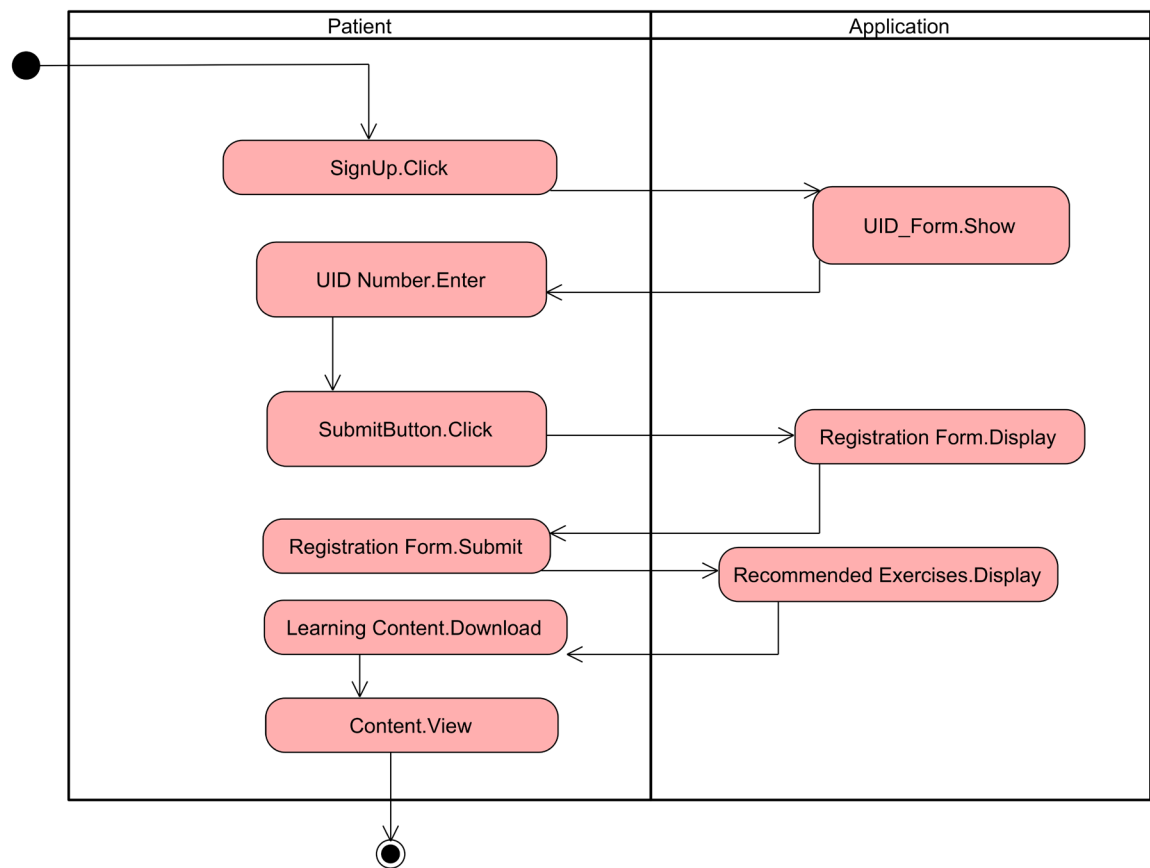 Patient
Application
SignUp.Click
UID_Form.Show
UID Number.Enter
SubmitButton.Click
Registration Form.Display
Registration Form.Submit
Recommended Exercises.Display
Learning Content.Download
Content.View